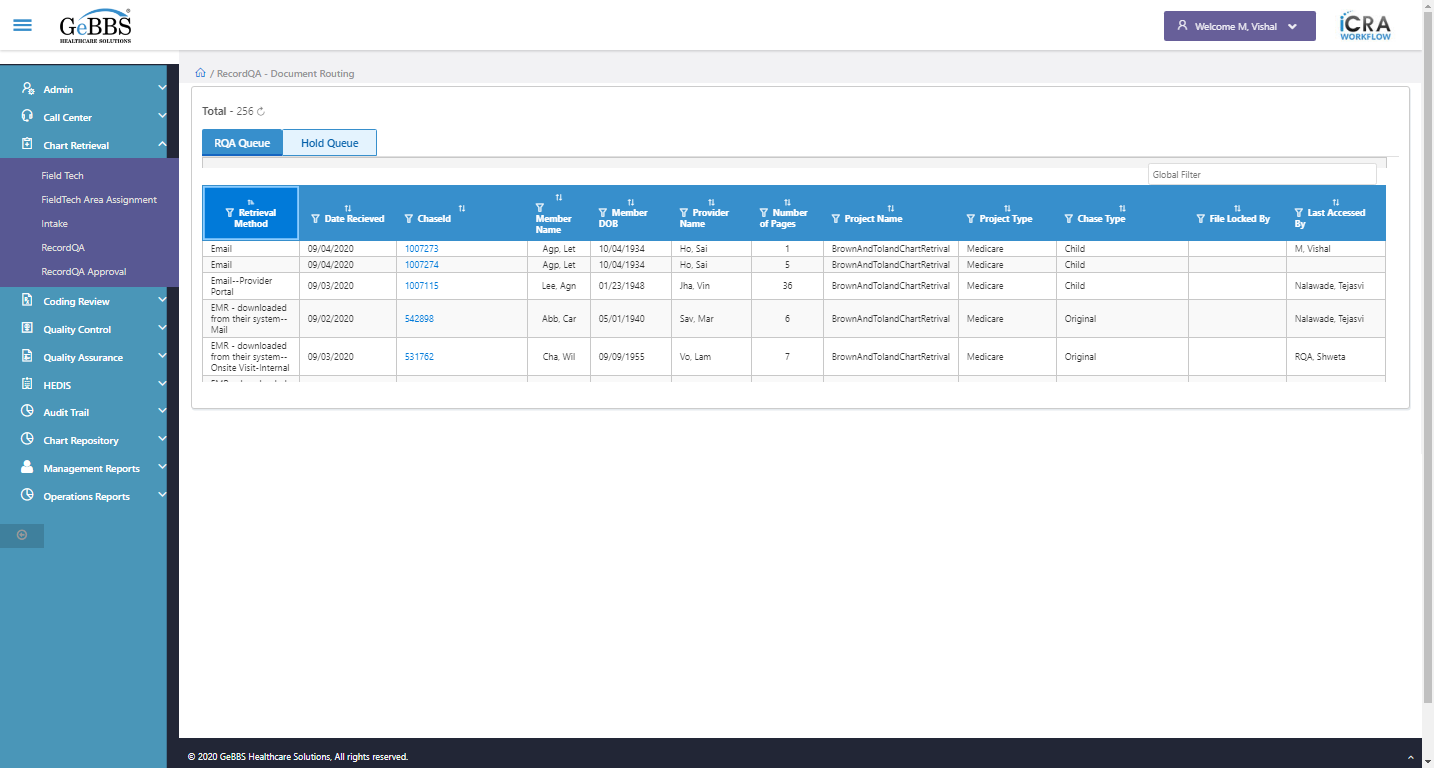 GeBBS
HEALTHCARE SOLUTIONS
Welcome M, Vishal
iCRA
WORKFLOW
Admin
Call Center
Chart Retrieval
Field Tech
FieldTech Area Assignment
Intake
RecordQA
RecordQA Approval
Coding Review
Quality Control
Quality Assurance
HEDIS
Audit Trail
Chart Repository
Management Reports
Operations Reports
/ RecordQA - Document Routing
Total - 256
RQA Queue Hold Queue
Global Filter
Retrieval Method Date Recieved ChaseId Member Name Member DOB Provider Name Number of Pages Project Name Project Type Chase Type File Locked By Last Accessed By
Email 09/04/2020 1007273 Agp, Let 10/04/1934 Ho, Sai 1 BrownAndTolandChartRetrival Medicare Child M, Vishal
Email 09/04/2020 1007274 Agp, Let 10/04/1934 Ho, Sai 5 BrownAndTolandChartRetrival Medicare Child
Email--Provider Portal 09/03/2020 1007115 Lee, Agn 01/23/1948 Jha, Vin 36 BrownAndTolandChartRetrival Medicare Child Nalawade, Tejasvi
EMR - downloaded from their system--Mail 09/02/2020 542898 Abb, Car 05/01/1940 Sav, Mar 6 BrownAndTolandChartRetrival Medicare Original Nalawade, Tejasvi
EMR - downloaded from their system--Onsite Visit-Internal 09/03/2020 531762 Cha, Wil 09/09/1955 Vo, Lam 7 BrownAndTolandChartRetrival Medicare Original RQA, Shweta
© 2020 GeBBS Healthcare Solutions, All rights reserved.